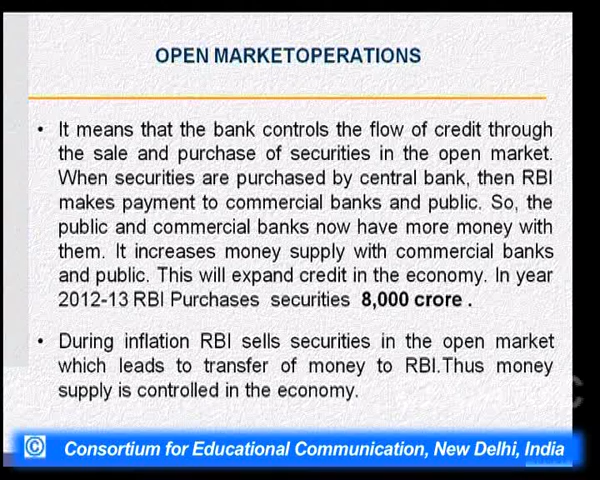 OPEN MARKETOPERATIONS
• It means that the bank controls the flow of credit through
the sale and purchase of securities in the open market.
When securities are purchased by central bank, then RBI
makes payment to commercial banks and public. So, the
public and commercial banks now have more money with
them. It increases money supply with commercial banks
and public. This will expand credit in the economy. In year
2012-13 RBI Purchases securities 8,000 crore .
• During inflation RBI sells securities in the open market
which leads to transfer of money to RBI.Thus money
supply is controlled in the economy.
© Consortium for Educational Communication, New Delhi, India